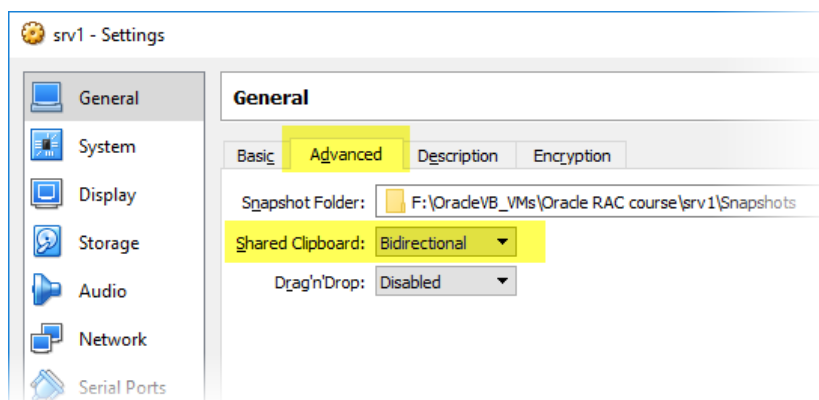 srv1 - Settings
General
System
Display
Storage
Audio
Network
Serial Ports
General
Basic Advanced Description Encryption
Snapshot Folder: F:\OracleVB_VMs\Oracle RAC course\srv1\Snapshots
Shared Clipboard: Bidirectional
Drag'n'Drop: Disabled